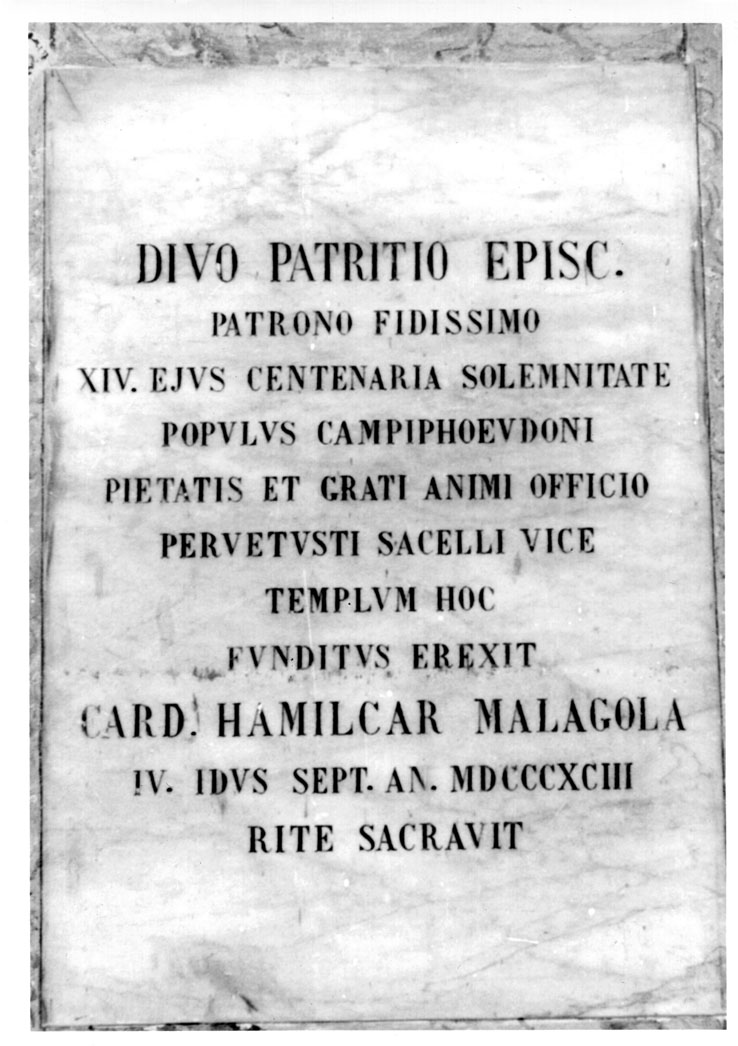 DIVO PATRITIO EPISC.
PATRONO FIDISSIMO
XIV. EJVS CENTENARIA SOLEMNITATE
POPVLVS CAMPIPHOEVDONI
PIETATIS ET GRATI ANIMI OFFICIO
PERVETVSTI SACELLI VICE
TEMPLVM HOC
FVNDITVS EREXIT
CARD. HAMILCAR MALAGOLA
IV. IDVS SEPT. AN. MDCCCXCIII
RITE SACRAVIT